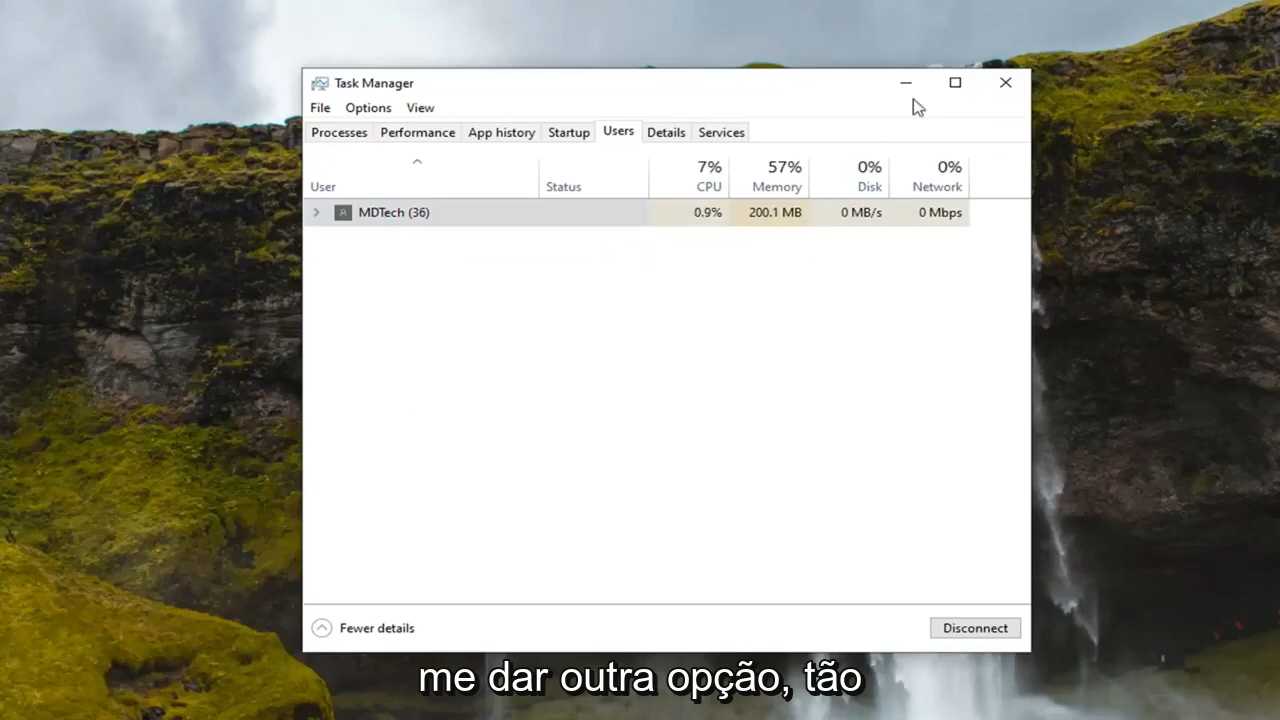 Task Manager
File Options View
Processes Performance App history Startup Users Details Services
7% 57% 0% 0%
User Status CPU Memory Disk Network
MDTech (36) 0.9% 200.1 MB 0 MB/s 0 Mbps
Fewer details Disconnect
me dar outra opção, tão